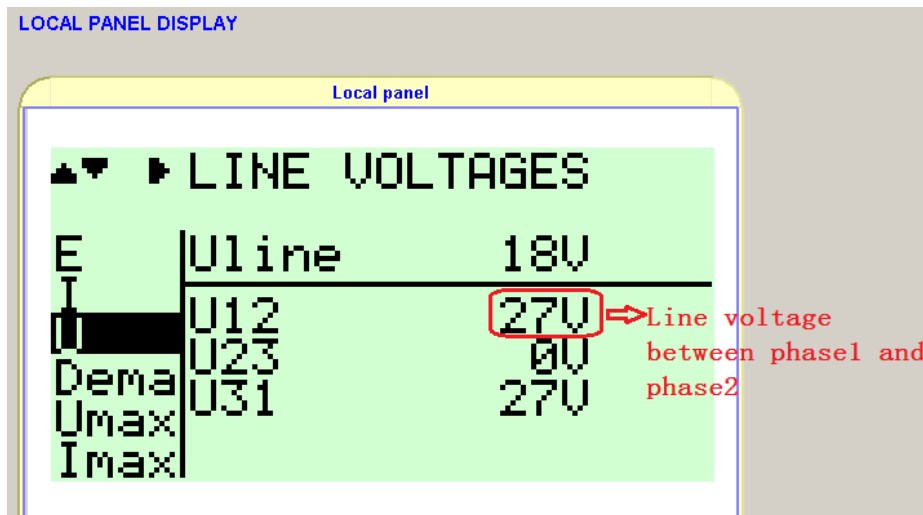 LOCAL PANEL DISPLAY
Local panel
LINE VOLTAGES
E
Uline 18V
I
U12 27V
U
U23 0V
Dema
U31 27V
Umax
Imax
Line voltage
between phase1 and
phase2